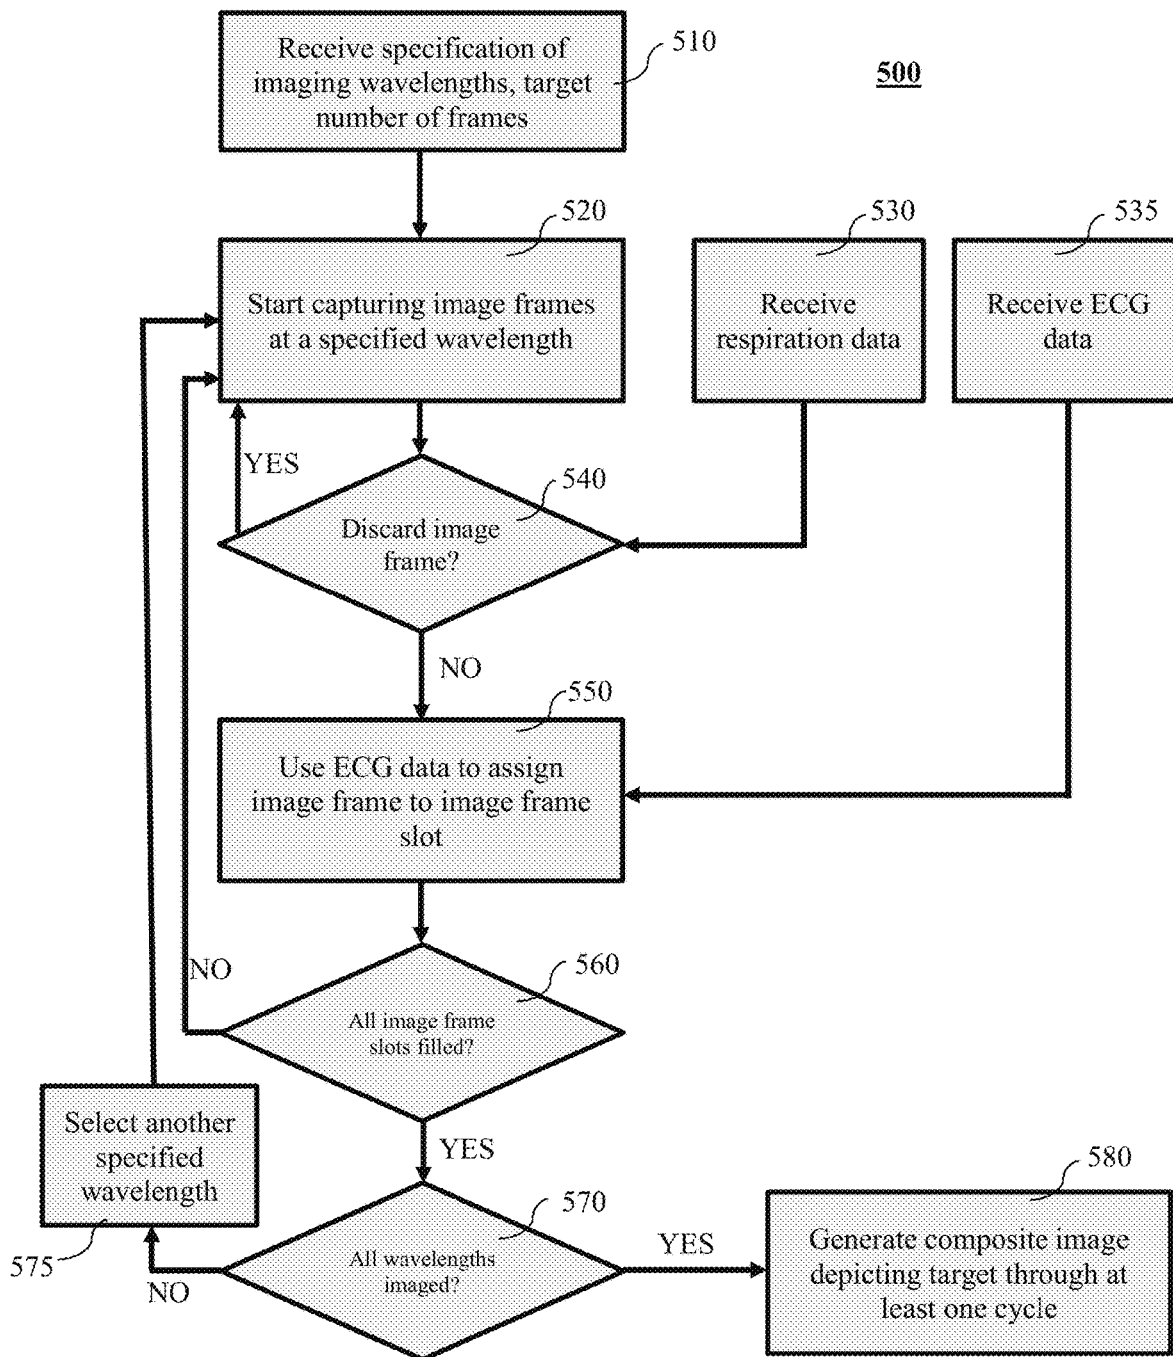 Receive specification of
imaging wavelengths, target
number of frames
510
500
520
530
535
Start capturing image frames
at a specified wavelength
Receive
respiration data
Receive ECG
data
YES
540
Discard image
frame?
NO
550
Use ECG data to assign
image frame to image frame
slot
560
NO
All image frame
slots filled?
Select another
specified
wavelength
YES
575
570
580
All wavelengths
imaged?
NO
YES
Generate composite image
depicting target through at
least one cycle